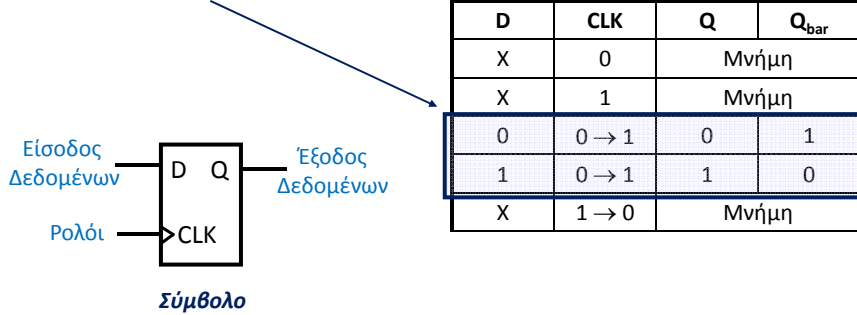 D CLK Q Qbar
X 0 Μνήμη
X 1 Μνήμη
0 0 → 1 0 1
1 0 → 1 1 0
X 1 → 0 Μνήμη
Είσοδος
Δεδομένων
D Q
Έξοδος
Δεδομένων
Ρολόι
CLK
Σύμβολο